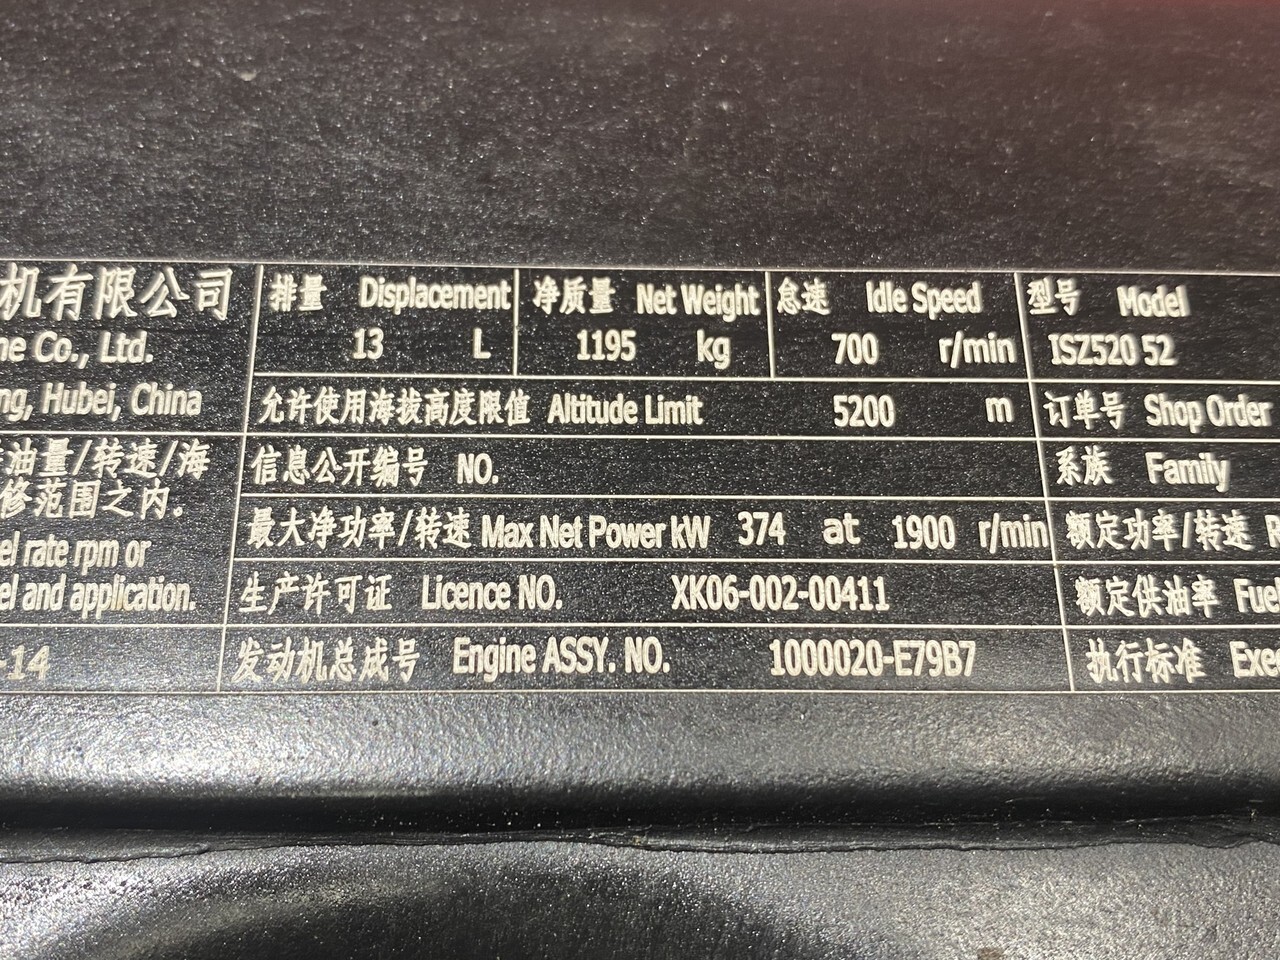 机有限公司
ne Co., Ltd.
ng, Hubei, China
油量/转速/海
修范围之内。
el rate rpm or
el and application.
-14
排量 Displacement
13 L
净质量 Net Weight
1195 kg
怠速 Idle Speed
700 r/min
型号 Model
ISZ520 52
允许使用海拔高度限值 Altitude Limit 5200 m
订单号 Shop Order
信息公开编号 NO.
系族 Family
最大净功率/转速 Max Net Power kW 374 at 1900 r/min
额定功率/转速 R
生产许可证 Licence NO. XK06-002-00411
额定供油率 Fuel
发动机总成号 Engine ASSY. NO. 1000020-E79B7
执行标准 Exec